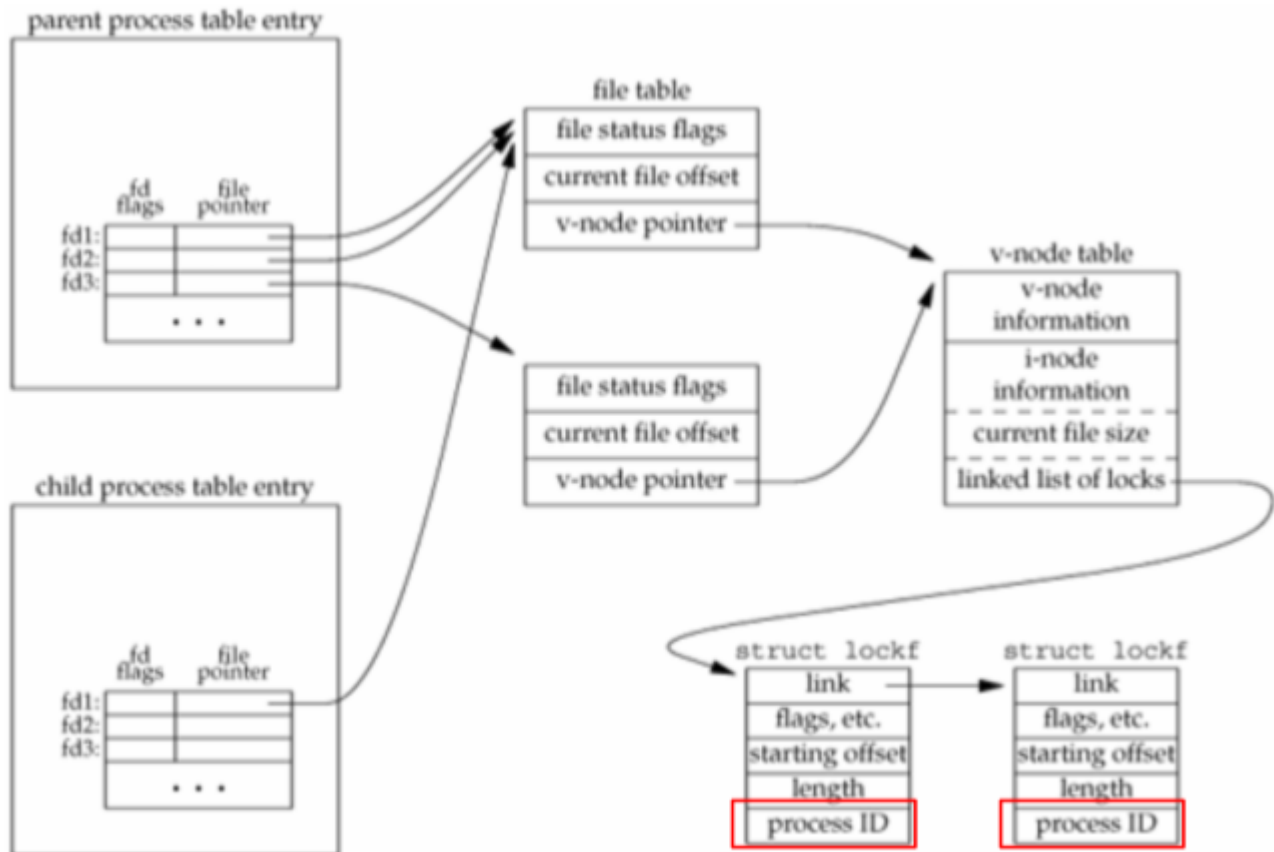 parent process table entry
fd
flags
file
pointer
fd1:
fd2:
fd3:
• • •
child process table entry
fd
flags
file
pointer
fd1:
fd2:
fd3:
• • •
file table
file status flags
current file offset
v-node pointer
file status flags
current file offset
v-node pointer
v-node table
v-node
information
i-node
information
current file size
linked list of locks
struct lockf
link
flags, etc.
starting offset
length
process ID
struct lockf
link
flags, etc.
starting offset
length
process ID